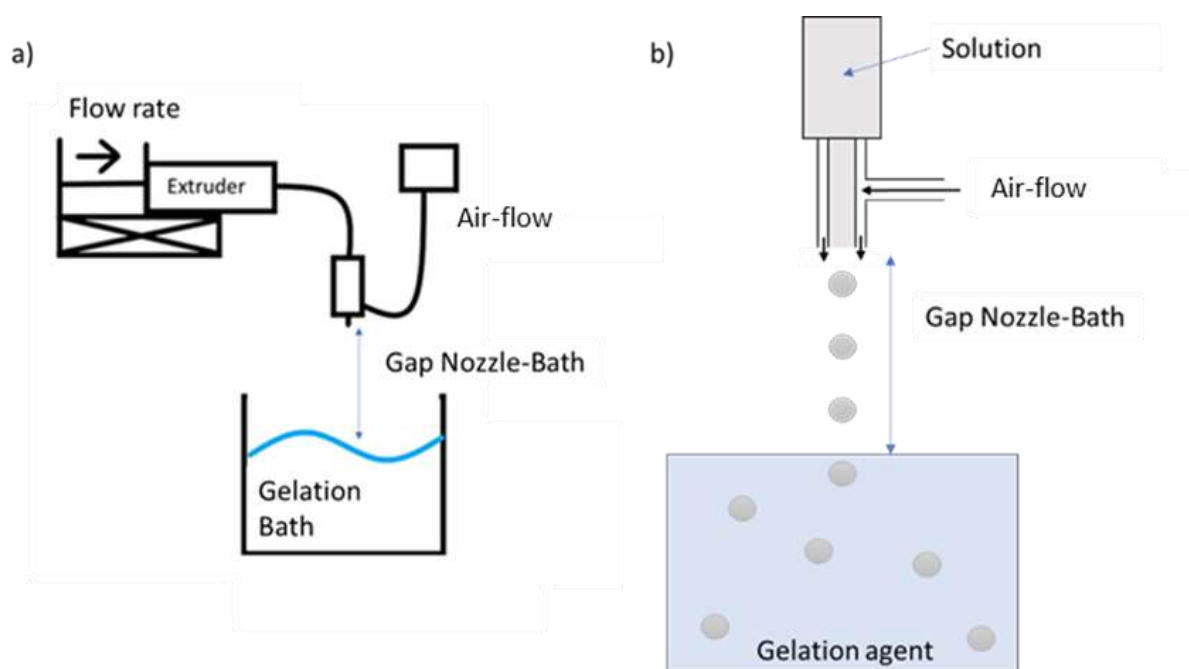 a)
Flow rate
Extruder
Air-flow
Gap Nozzle-Bath
Gelation
Bath
b)
Solution
Air-flow
Gap Nozzle-Bath
Gelation agent